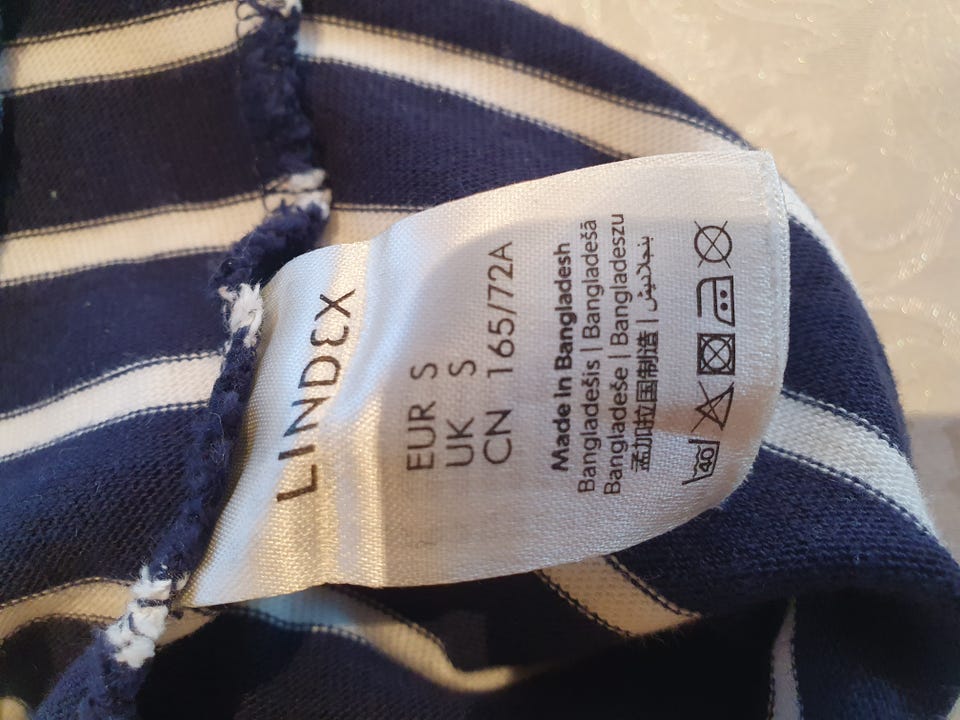 LINDEX
EUR S
UK S
CN 165/72A
Made in Bangladesh
Bangladešis | Bangladešā
Bangladeše | Bangladeszu
孟加拉国制造 | بنجلاديش
40